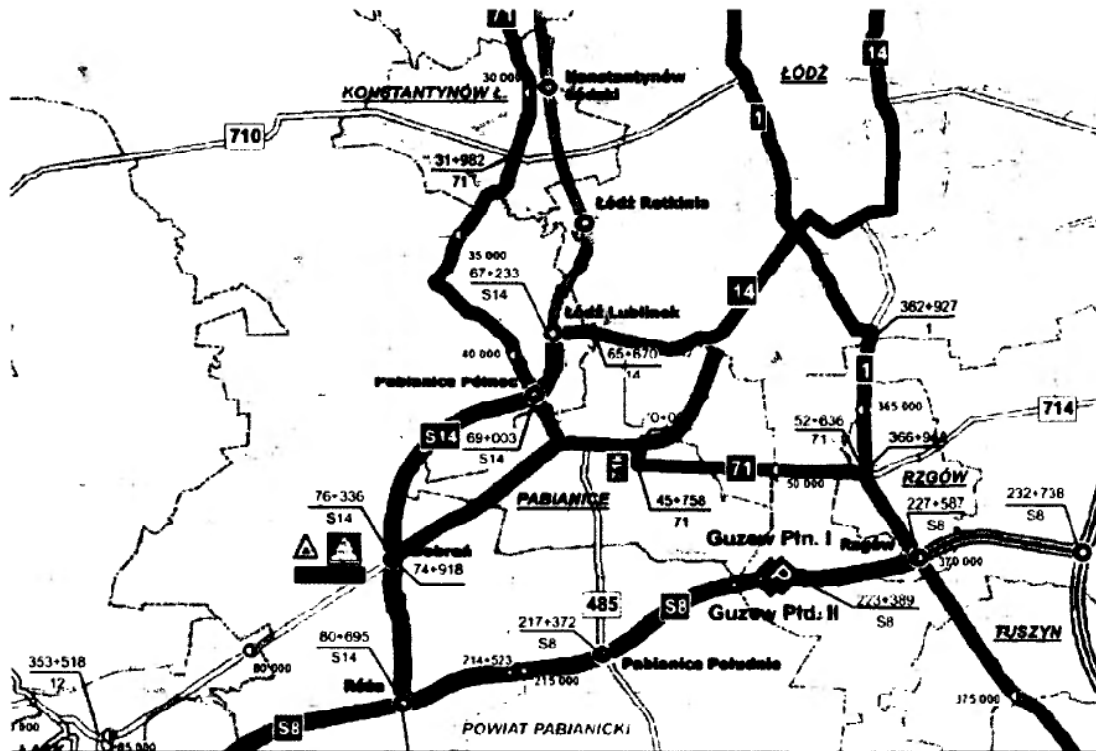 14
ŁÓDŹ
30 000
Konstantynów
Łódzki
KONSTANTYNÓW Ł.
1
710
31+982
71
Łódź Retkinia
35 000
67+233
S14
14
Łódź Lublinek
362+927
1
40 000
65+670
14
1
Pabianice Północ
365 000
714
S14
69+003
S14
52+636
71
71
RZGÓW
PABIANICE
50 000
76+336
S14
45+758
71
227+587
S8
232+738
S8
Guzew Płn. I
74+918
370 000
S8
485
Guzew Płd. II
223+389
S8
217+372
S8
TUSZYN
80+695
S14
353+518
12
80 000
214+523
215 000
Pabianice Południe
Róża
375 000
S8
POWIAT PABIANICKI
85 000